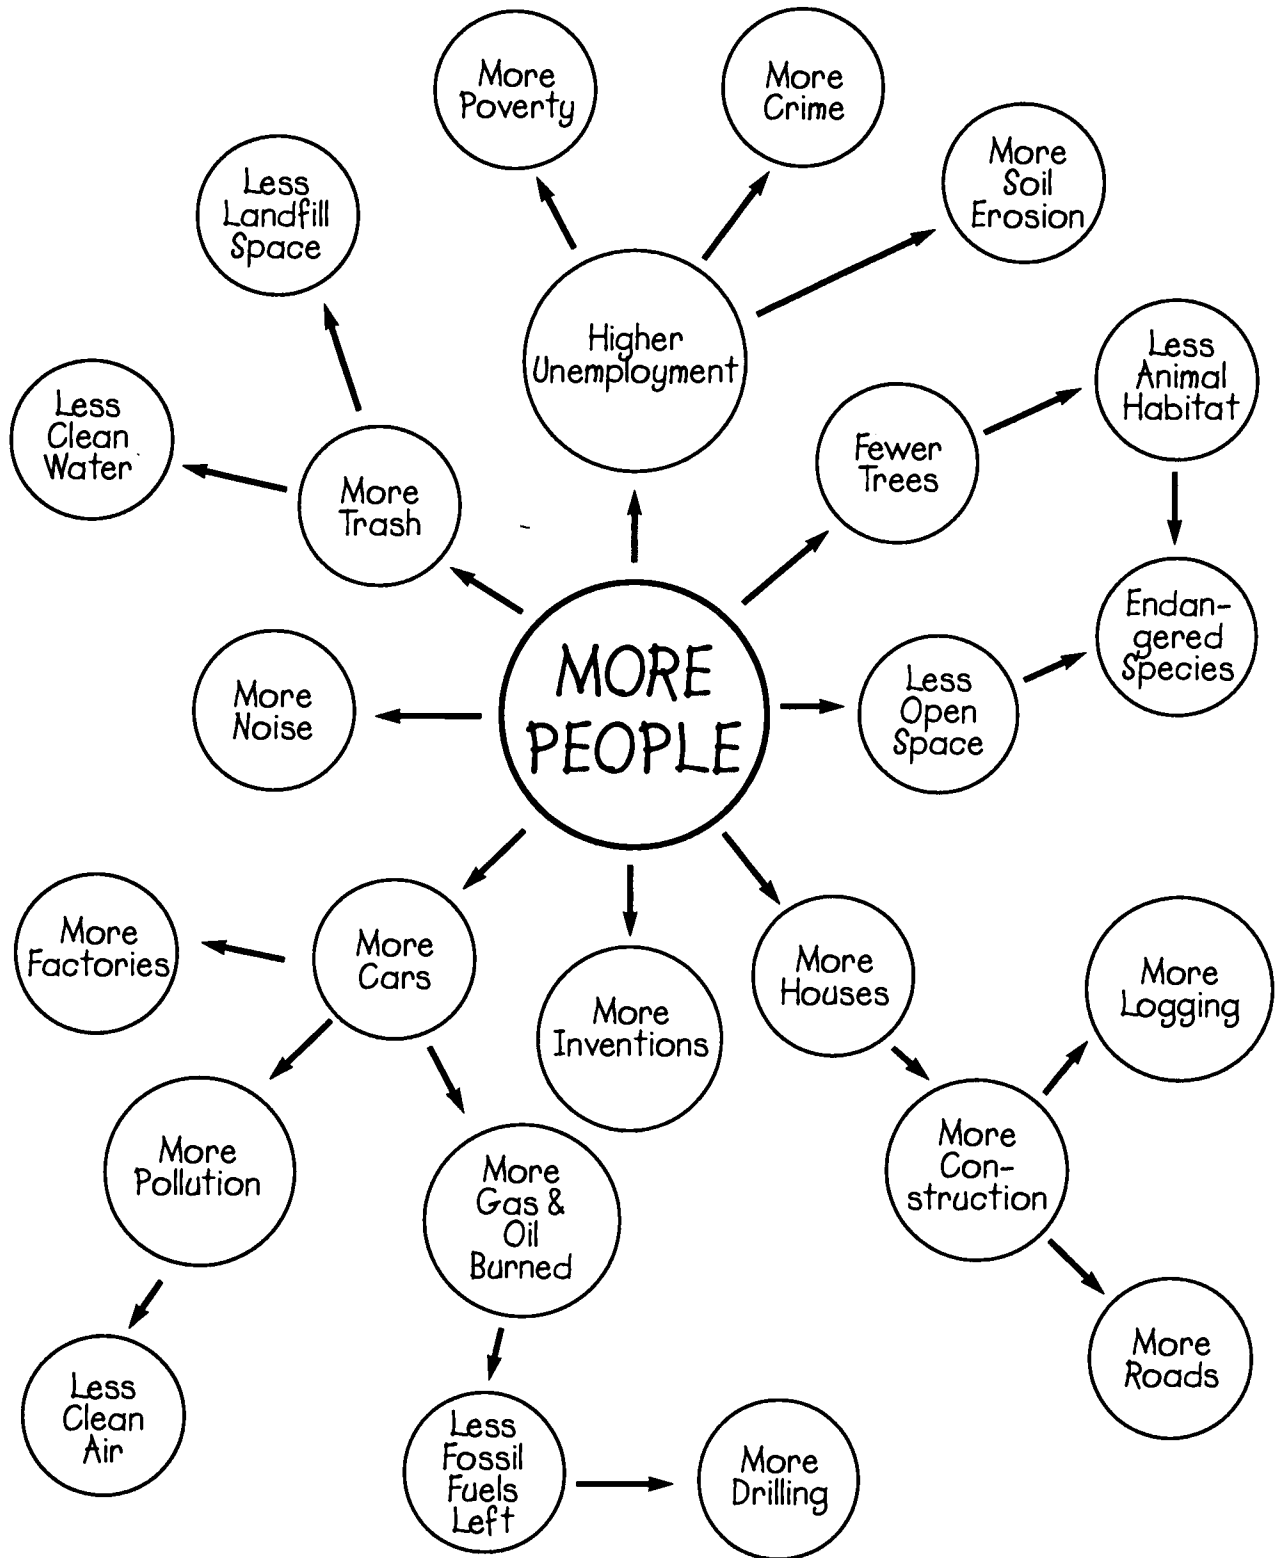 More
Poverty
More
Crime
More
Soil
Erosion
Less
Landfill
Space
Higher
Unemployment
Less
Animal
Habitat
Less
Clean
Water
More
Trash
Fewer
Trees
Endan-
gered
Species
MORE
PEOPLE
More
Noise
Less
Open
Space
More
Factories
More
Cars
More
Inventions
More
Houses
More
Logging
More
Pollution
More
Gas &
Oil
Burned
More
Con-
struction
More
Roads
Less
Clean
Air
Less
Fossil
Fuels
Left
More
Drilling